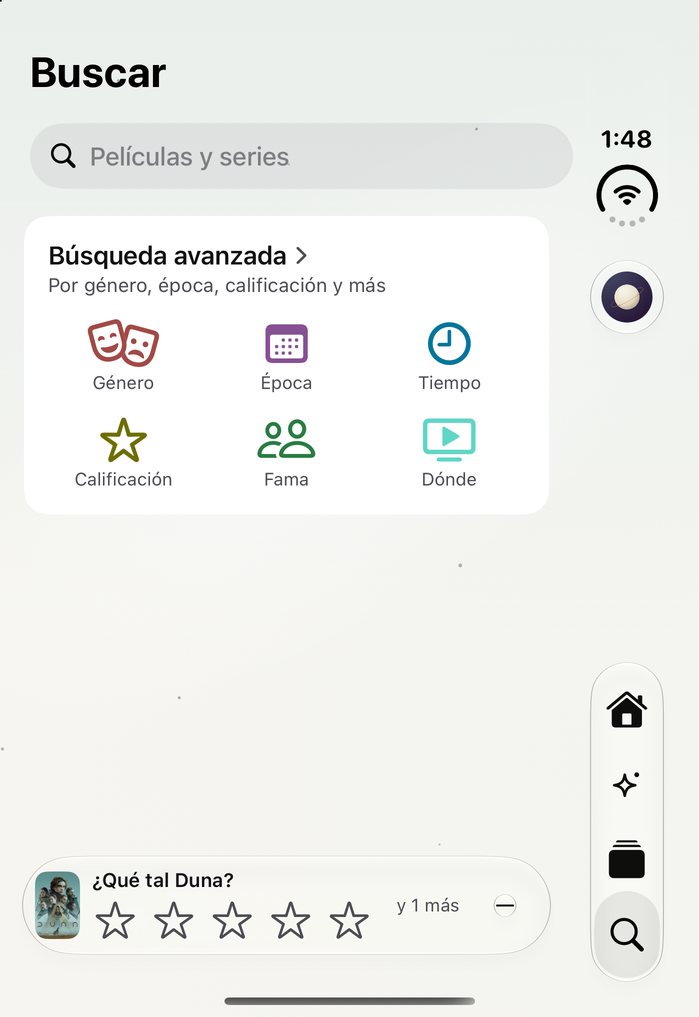 Buscar
1:48
Películas y series
Búsqueda avanzada
Por género, época, calificación y más
Género
Época
Tiempo
Calificación
Fama
Dónde
¿Qué tal Duna?
y 1 más